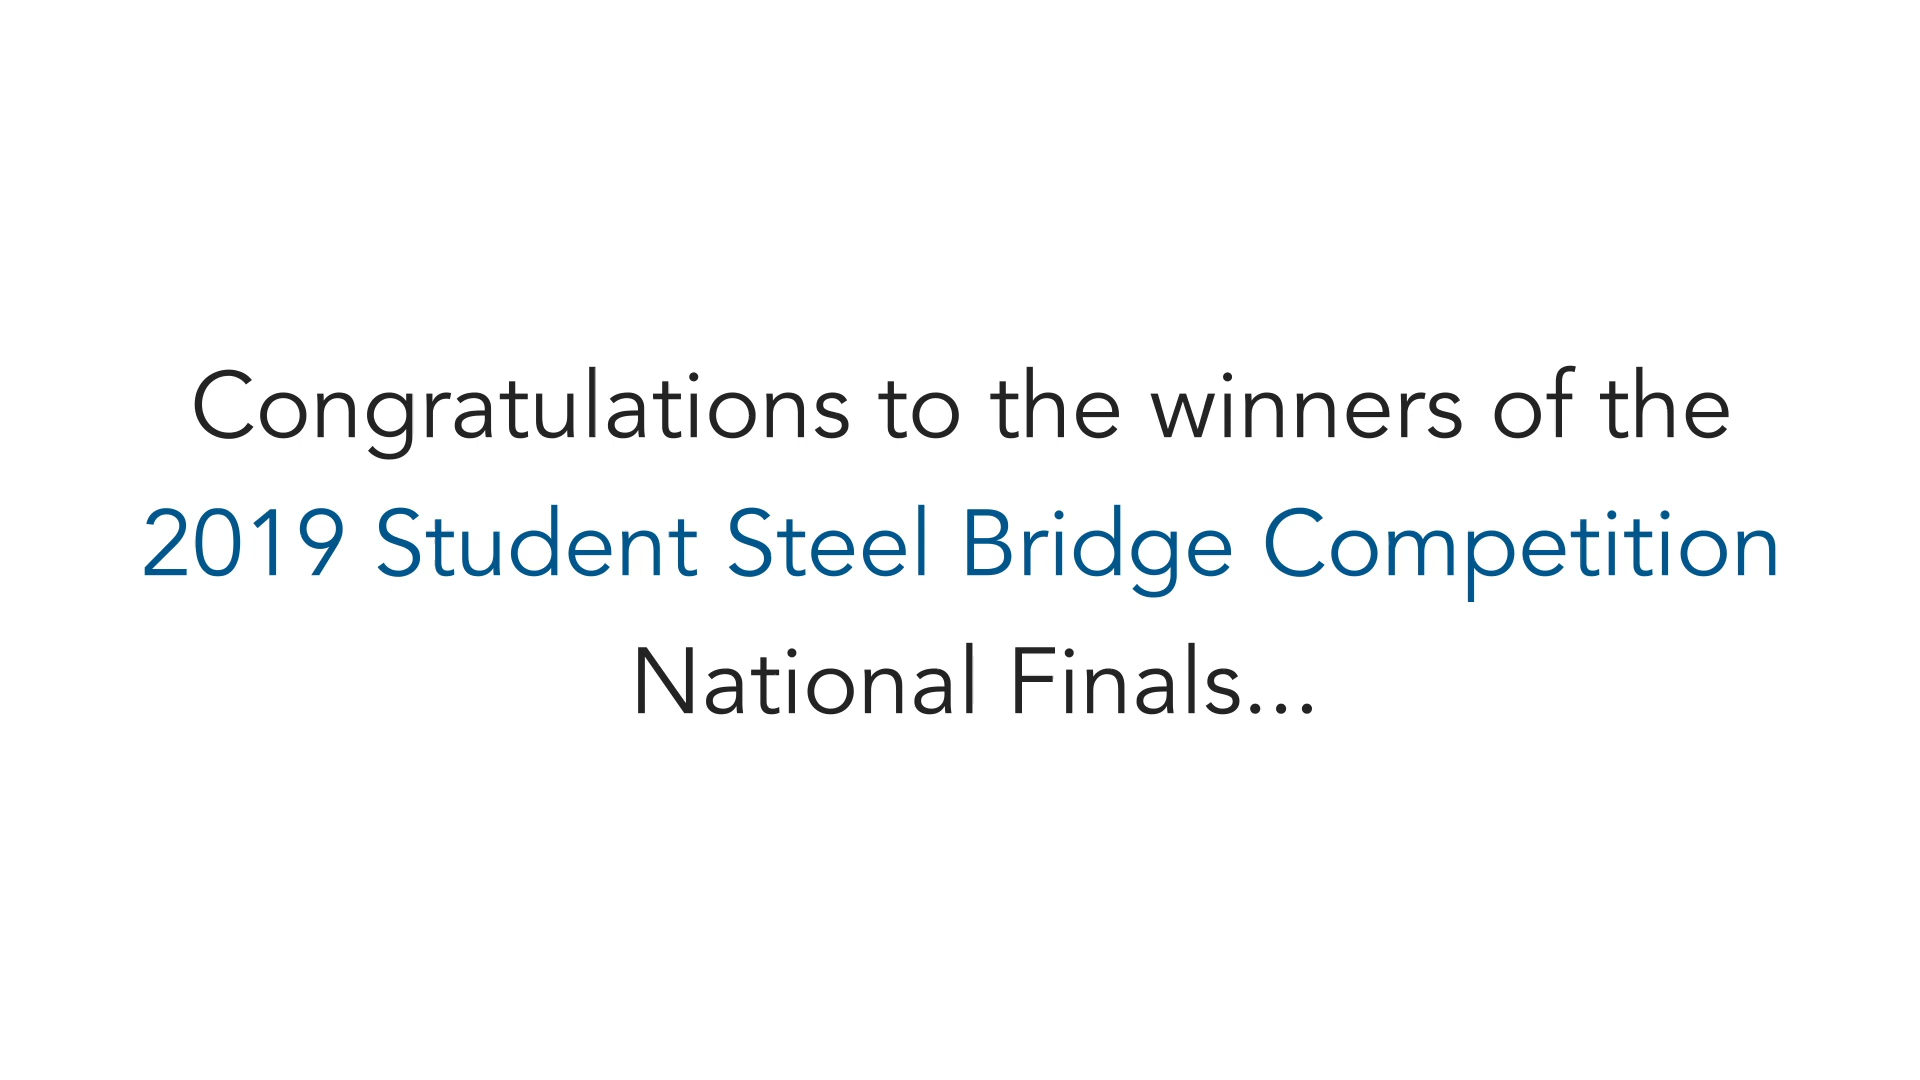 Congratulations to the winners of the
2019 Student Steel Bridge Competition
National Finals...